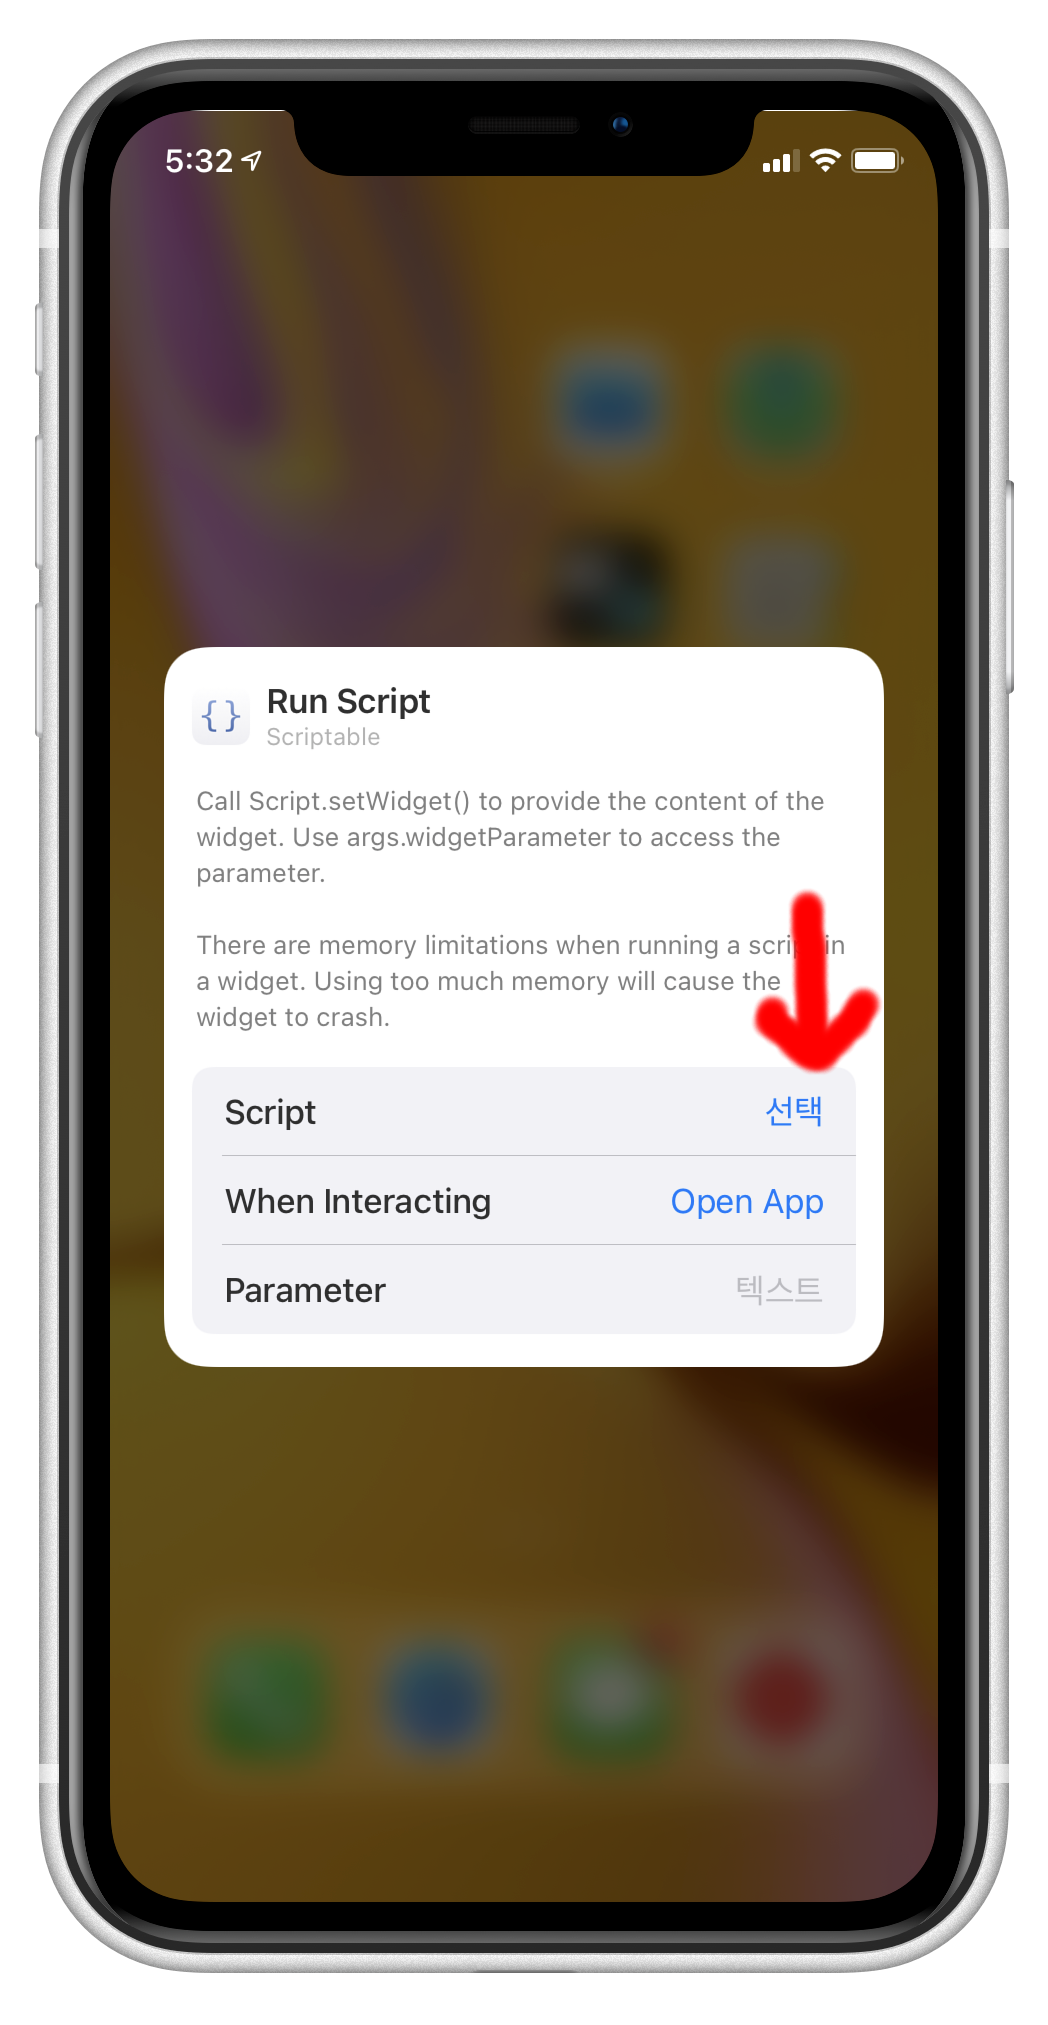 5:32
{}
Run Script
Scriptable
Call Script.setWidget() to provide the content of the
widget. Use args.widgetParameter to access the
parameter.
There are memory limitations when running a script in
a widget. Using too much memory will cause the
widget to crash.
Script 선택
When Interacting Open App
Parameter 텍스트